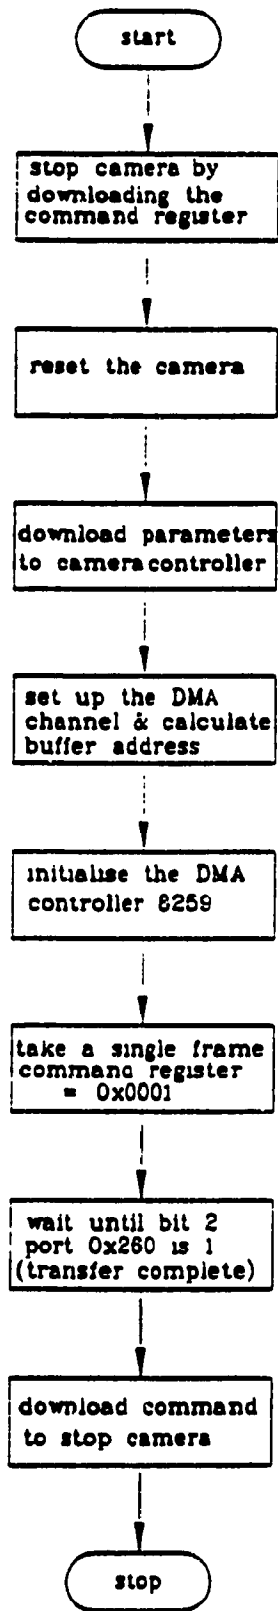 start
stop camera by
downloading the
command register
reset the camera
download parameters
to camera controller
set up the DMA
channel & calculate
buffer address
initialise the DMA
controller 8259
take a single frame
command register
= 0x0001
wait until bit 2
port 0x260 is 1
(transfer complete)
download command
to stop camera
stop